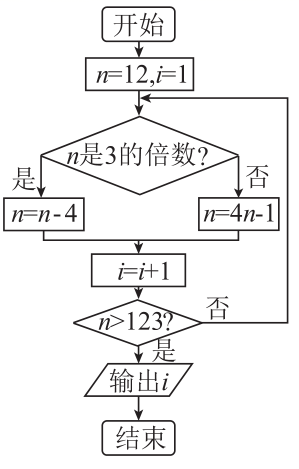 开始
n=12,i=1
n是3的倍数?
是
否
n=n-4
n=4n-1
i=i+1
n>123?
否
是
输出i
结束